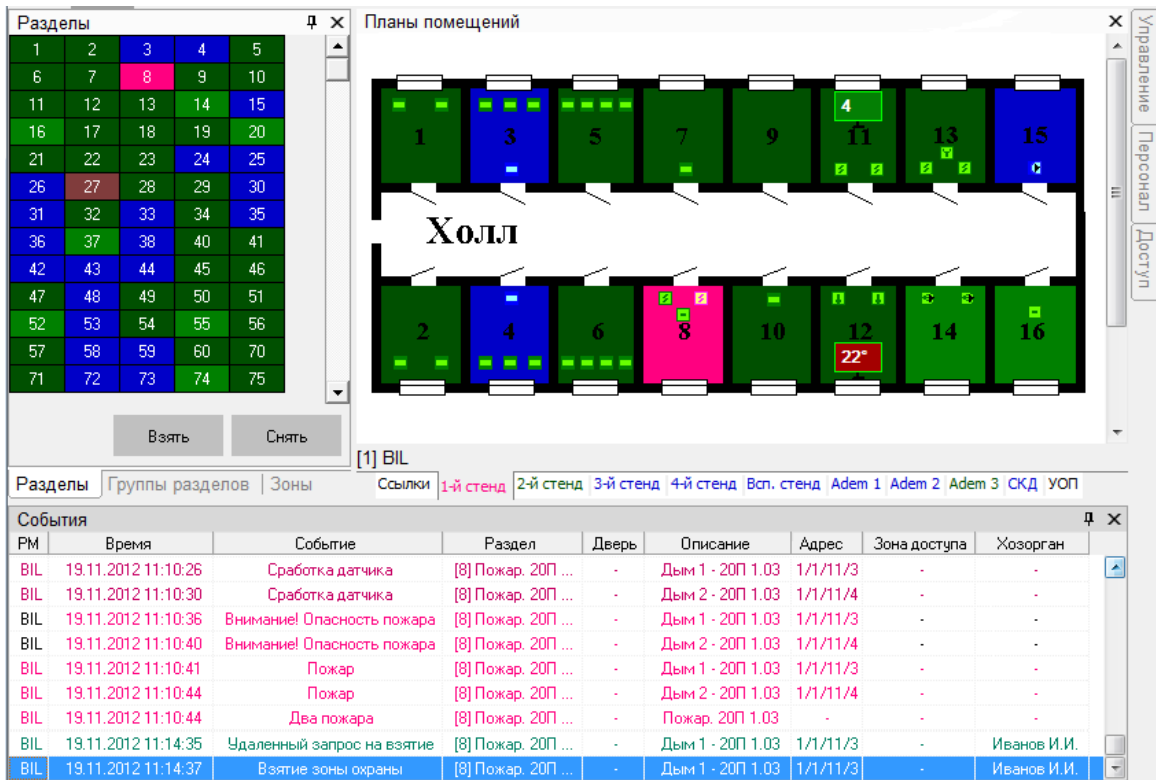 Разделы
1 2 3 4 5
6 7 8 9 10
11 12 13 14 15
16 17 18 19 20
21 22 23 24 25
26 27 28 29 30
31 32 33 34 35
36 37 38 40 41
42 43 44 45 46
47 48 49 50 51
52 53 54 55 56
57 58 59 60 70
71 72 73 74 75
Взять Снять
Разделы Группы разделов Зоны
Планы помещений
4
1 3 5 7 9 11 13 15
Холл
2 4 6 8 10 12 14 16
22°
[1] BIL
Ссылки 1-й стенд 2-й стенд 3-й стенд 4-й стенд Всп. стенд Adem 1 Adem 2 Adem 3 СКД УОП
Управление
Персонал
Доступ
События
РМ Время Событие Раздел Дверь Описание Адрес Зона доступа Хозорган
BIL 19.11.2012 11:10:26 Сработка датчика [8] Пожар. 20П ... - Дым 1 - 20П 1.03 1/1/11/3 - -
BIL 19.11.2012 11:10:30 Сработка датчика [8] Пожар. 20П ... - Дым 2 - 20П 1.03 1/1/11/4 - -
BIL 19.11.2012 11:10:36 Внимание! Опасность пожара [8] Пожар. 20П ... - Дым 1 - 20П 1.03 1/1/11/3 - -
BIL 19.11.2012 11:10:40 Внимание! Опасность пожара [8] Пожар. 20П ... - Дым 2 - 20П 1.03 1/1/11/4 - -
BIL 19.11.2012 11:10:41 Пожар [8] Пожар. 20П ... - Дым 1 - 20П 1.03 1/1/11/3 - -
BIL 19.11.2012 11:10:44 Пожар [8] Пожар. 20П ... - Дым 2 - 20П 1.03 1/1/11/4 - -
BIL 19.11.2012 11:10:44 Два пожара [8] Пожар. 20П ... - Пожар. 20П 1.03 - - -
BIL 19.11.2012 11:14:35 Удаленный запрос на взятие [8] Пожар. 20П ... - Дым 1 - 20П 1.03 1/1/11/3 - Иванов И.И.
BIL 19.11.2012 11:14:37 Взятие зоны охраны [8] Пожар. 20П ... - Дым 1 - 20П 1.03 1/1/11/3 - Иванов И.И.